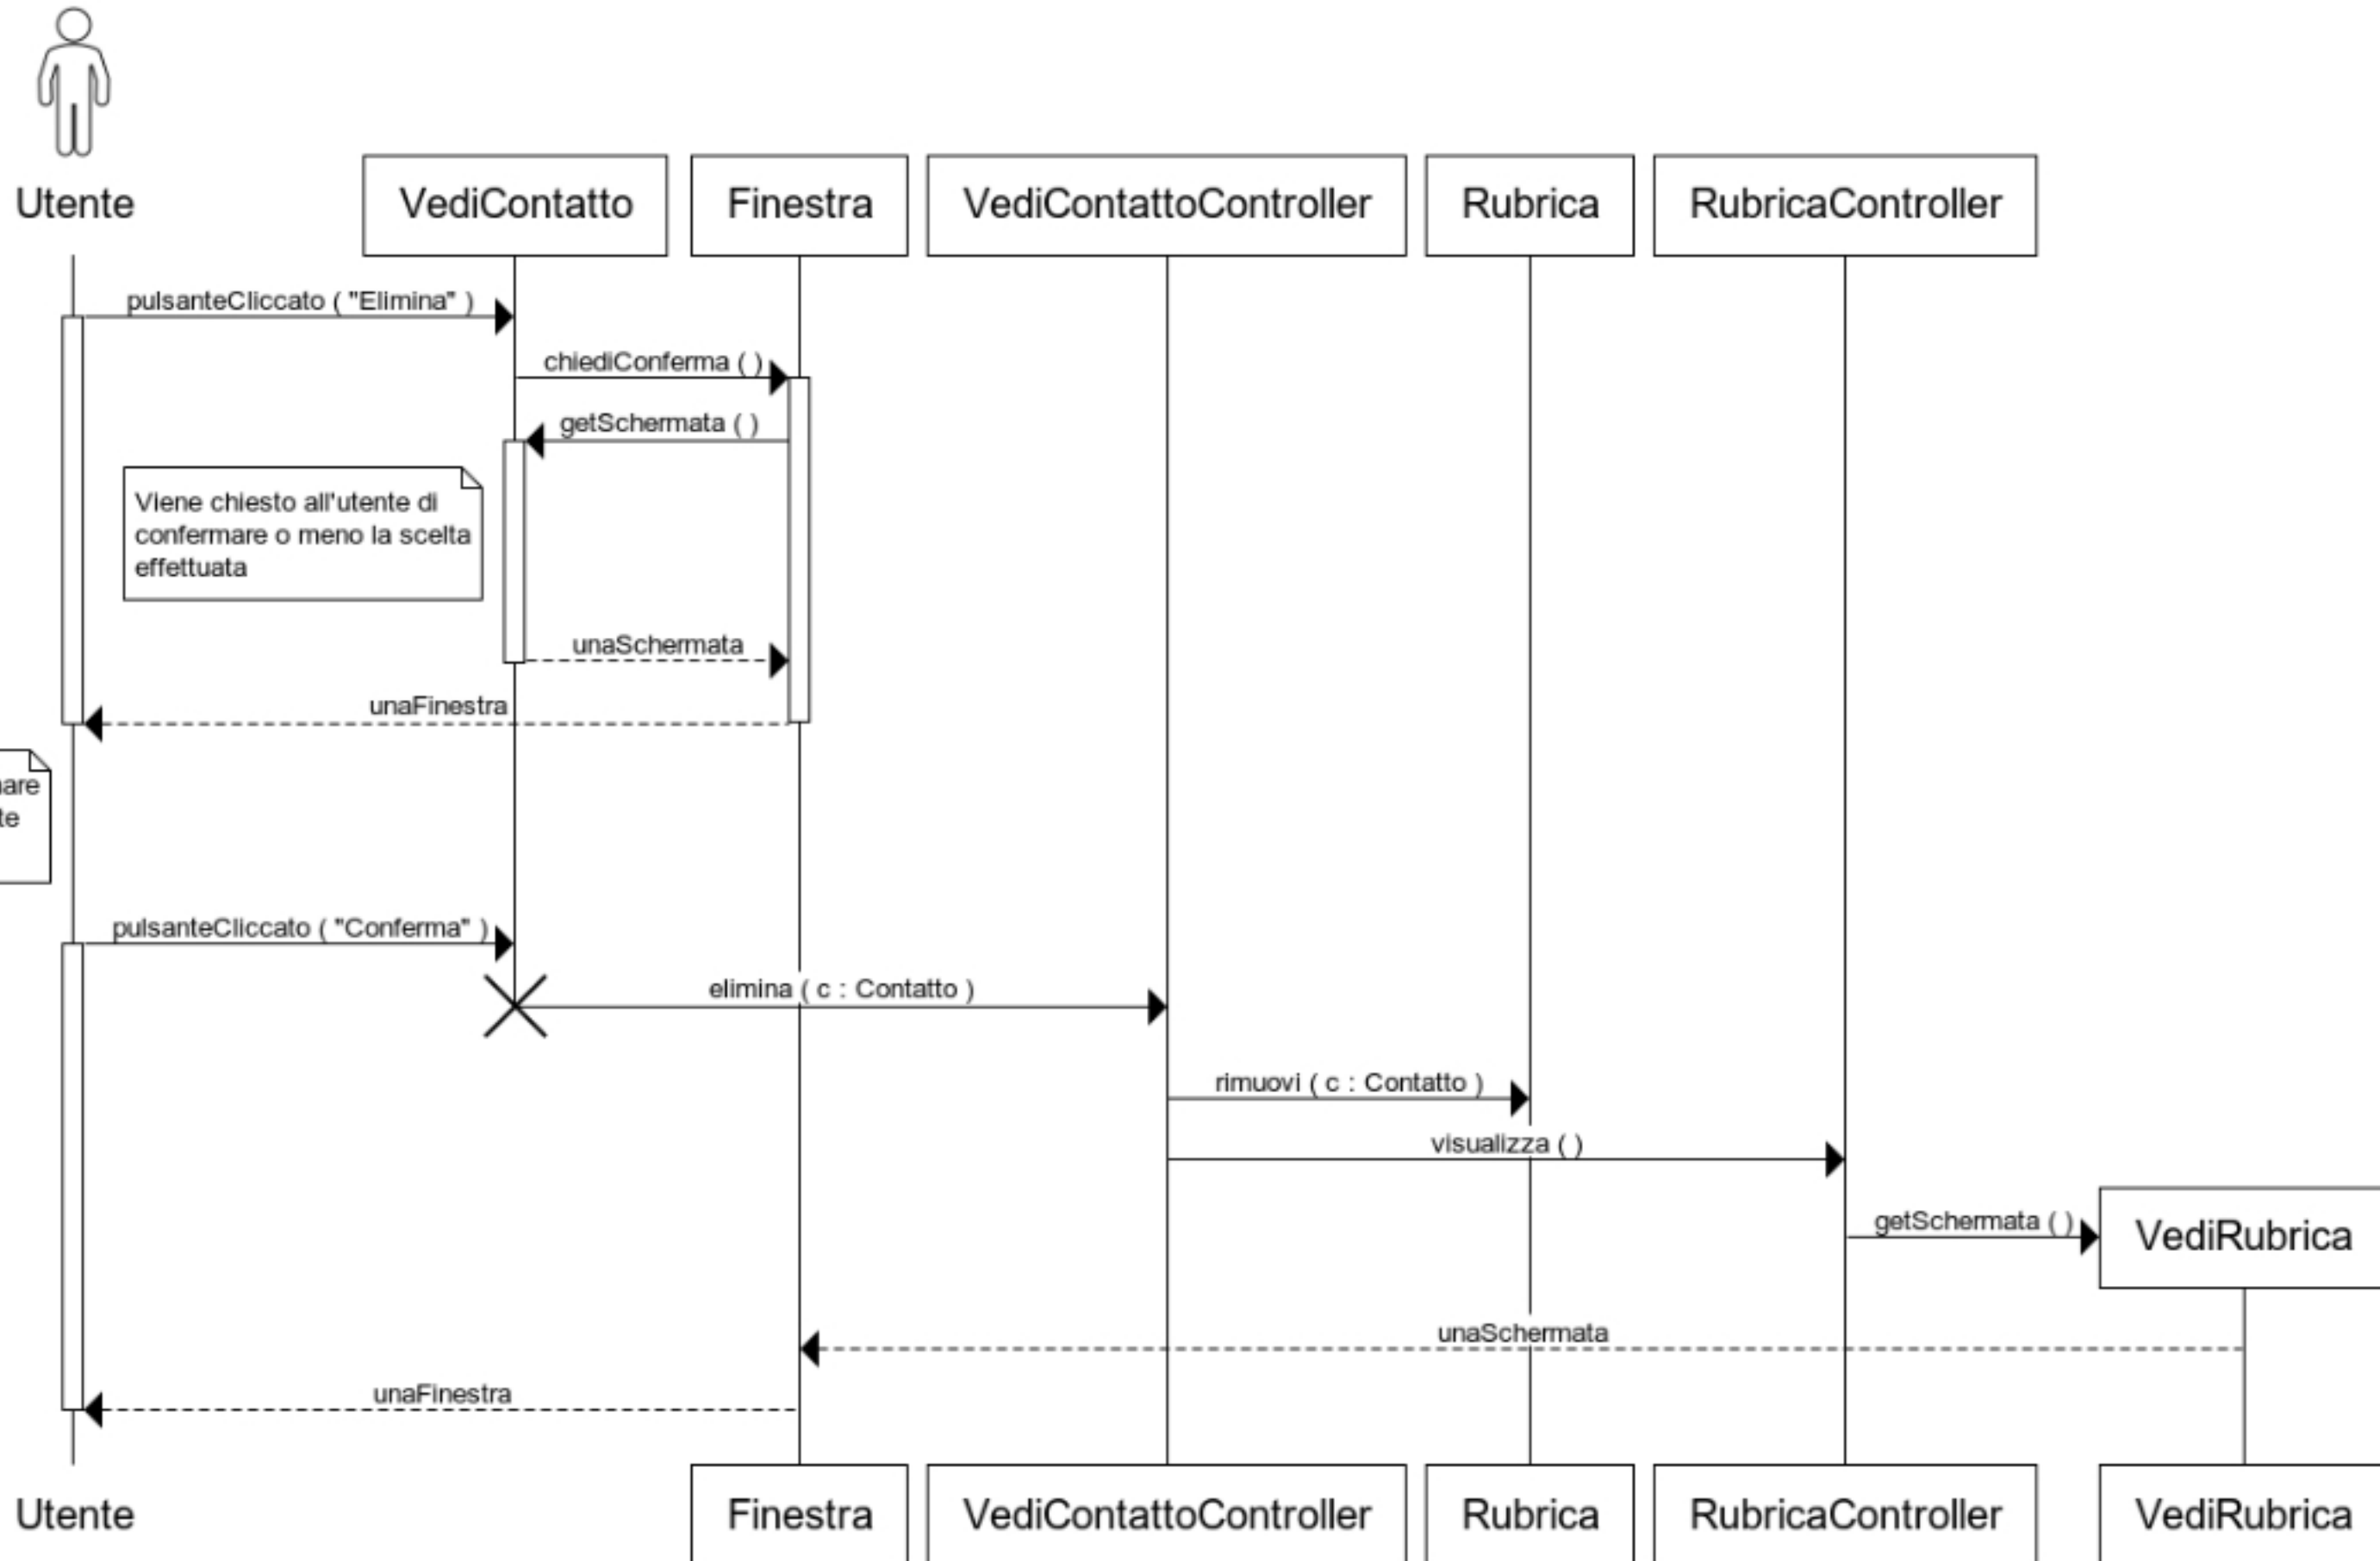 Utente
VediContatto
Finestra
VediContattoController
Rubrica
RubricaController
pulsanteCliccato ( "Elimina" )
chiediConferma ( )
getSchermata ( )
Viene chiesto all'utente di
confermare o meno la scelta
effettuata
unaSchermata
unaFinestra
pulsanteCliccato ( "Conferma" )
elimina ( c : Contatto )
rimuovi ( c : Contatto )
visualizza ( )
getSchermata ( )
VediRubrica
unaSchermata
unaFinestra
Utente
Finestra
VediContattoController
Rubrica
RubricaController
VediRubrica